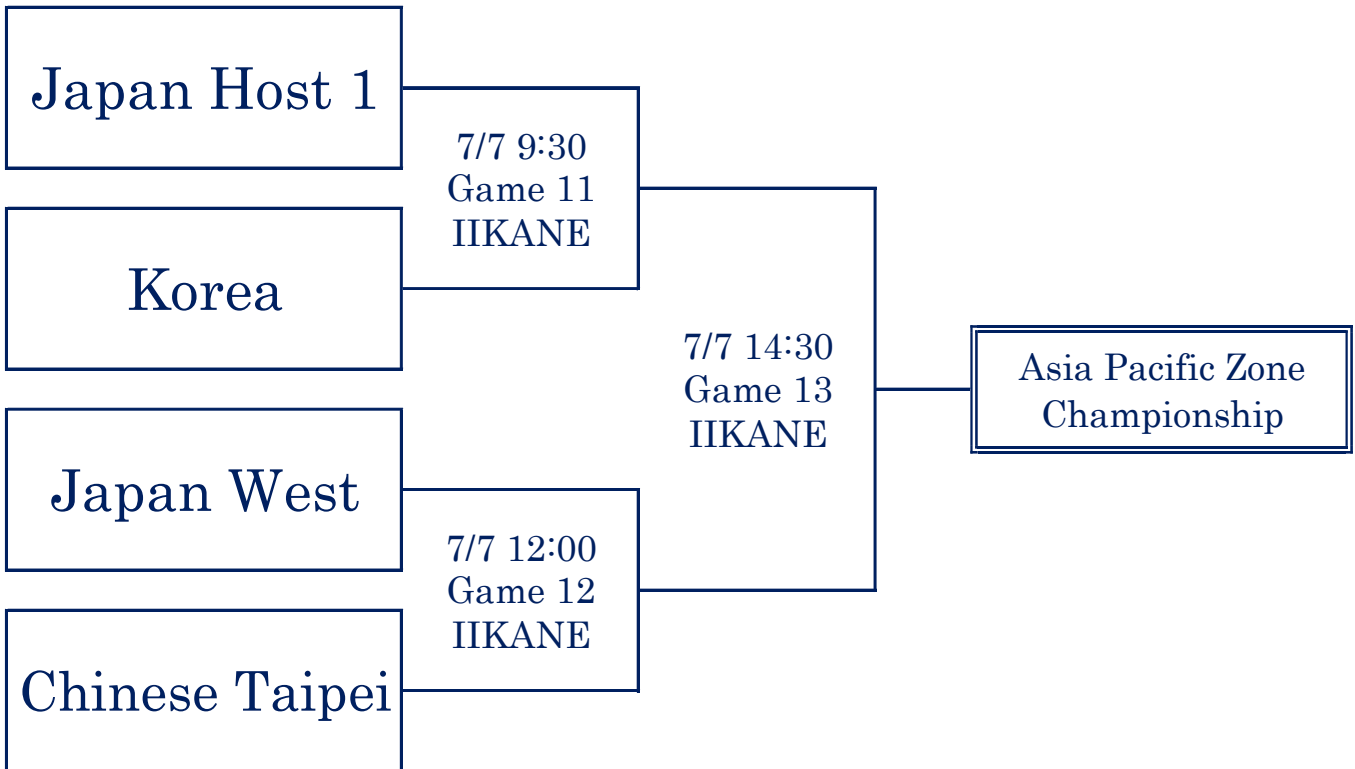 Japan Host 1
7/7 9:30
Game 11
IIKANE
Korea
7/7 14:30
Game 13
IIKANE
Asia Pacific Zone
Championship
Japan West
7/7 12:00
Game 12
IIKANE
Chinese Taipei